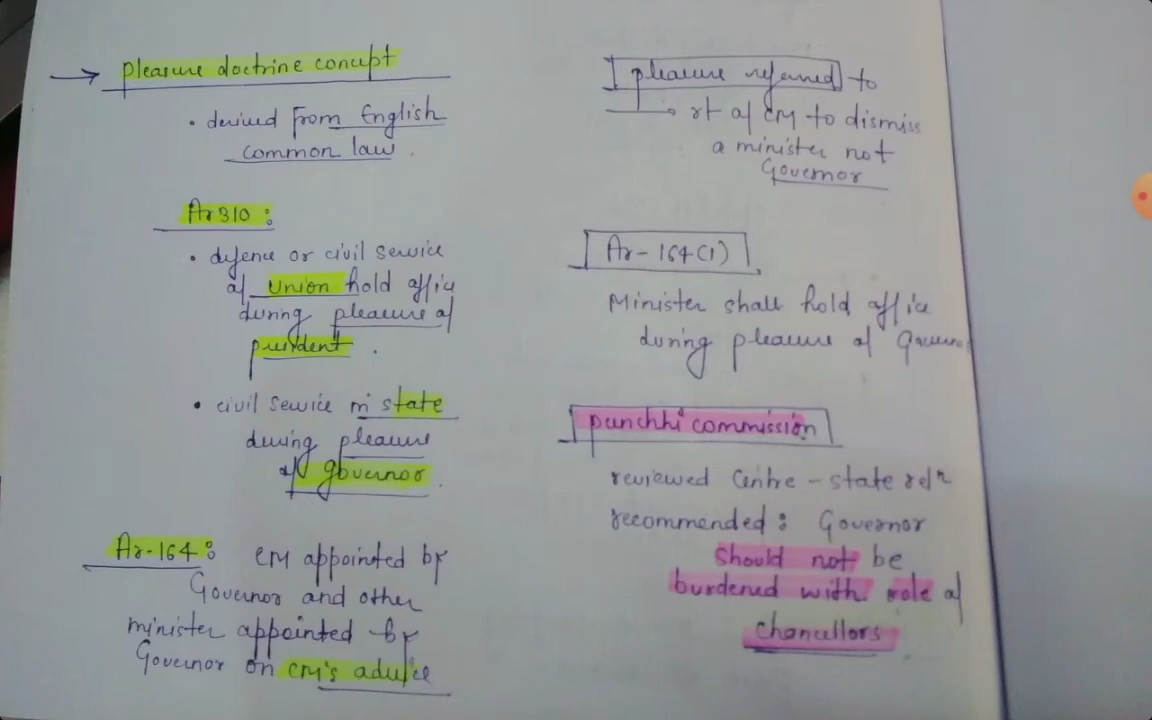 → pleasure doctrine concept
• derived from English
common law.
Ar 310 :
• defence or civil service
of union hold office
during pleasure of
president.
• civil service in state
during pleasure
of governor.
Ar-164: CM appointed by
Governor and other
minister appointed by
Governor on CM's advice
pleasure referred to
→ rt of CM to dismiss
a minister not
Governor
Ar-164(1)
Minister shall hold office
during pleasure of Governor
punchhi commission
reviewed Centre-state relⁿ
recommended: Governor
should not be
burdened with role of
chancellors